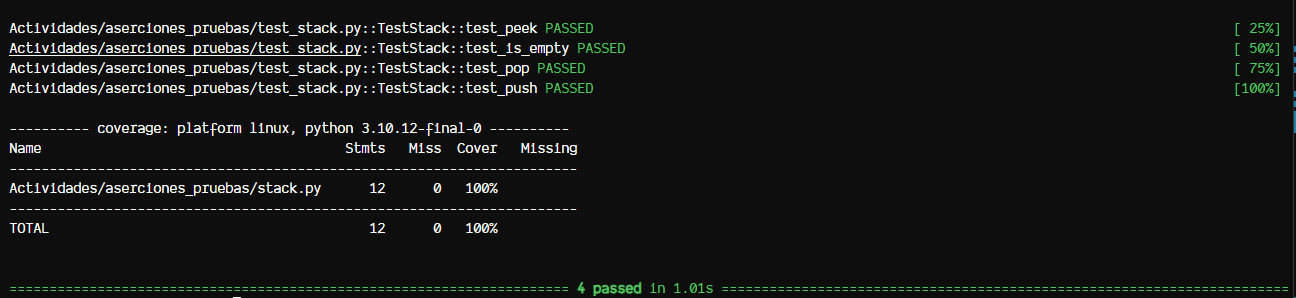 Actividades/aserciones_pruebas/test_stack.py::TestStack::test_peek PASSED [ 25%]
Actividades/aserciones_pruebas/test_stack.py::TestStack::test_is_empty PASSED [ 50%]
Actividades/aserciones_pruebas/test_stack.py::TestStack::test_pop PASSED [ 75%]
Actividades/aserciones_pruebas/test_stack.py::TestStack::test_push PASSED [100%]
---------- coverage: platform linux, python 3.10.12-final-0 ----------
Name Stmts Miss Cover Missing
------------------------------------------------------------------------
Actividades/aserciones_pruebas/stack.py 12 0 100%
------------------------------------------------------------------------
TOTAL 12 0 100%
======================================================================= 4 passed in 1.01s ========================================================================